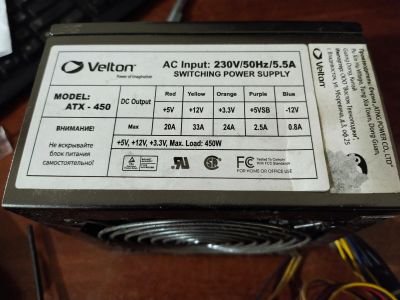 Velton
Power of Imagination
AC Input: 230V/50Hz/5.5A
SWITCHING POWER SUPPLY
MODEL:
ATX - 450
DC Output
Red Yellow Orange Purple Blue
+5V +12V +3.3V +5VSB -12V
Max 20A 33A 24A 2.5A 0.8A
ВНИМАНИЕ!
Не вскрывайте
блок питания
самостоятельно!
+5V, +12V, +3.3V, Max. Load: 450W
FC
Tested To Comply
With FCC Standards
FOR HOME OR OFFICE USE
Velton